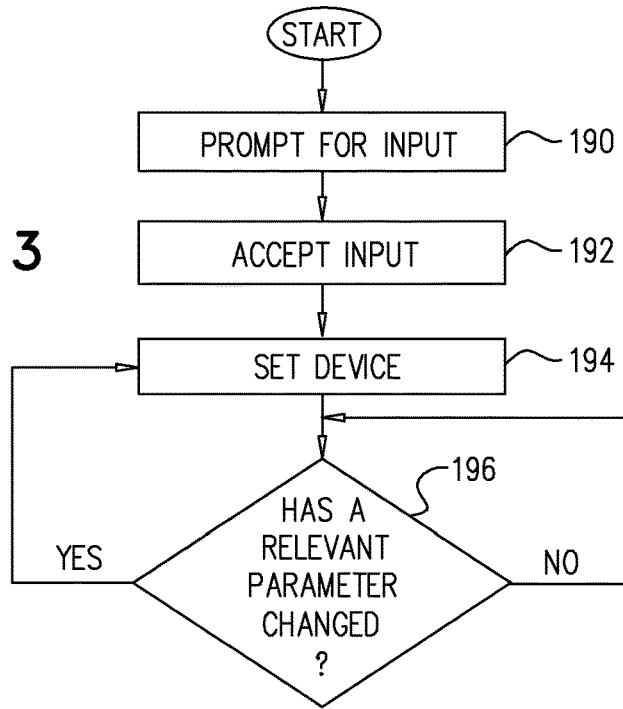 START
PROMPT FOR INPUT
190
3
ACCEPT INPUT
192
SET DEVICE
194
196
HAS A
RELEVANT
PARAMETER
CHANGED
?
YES
NO